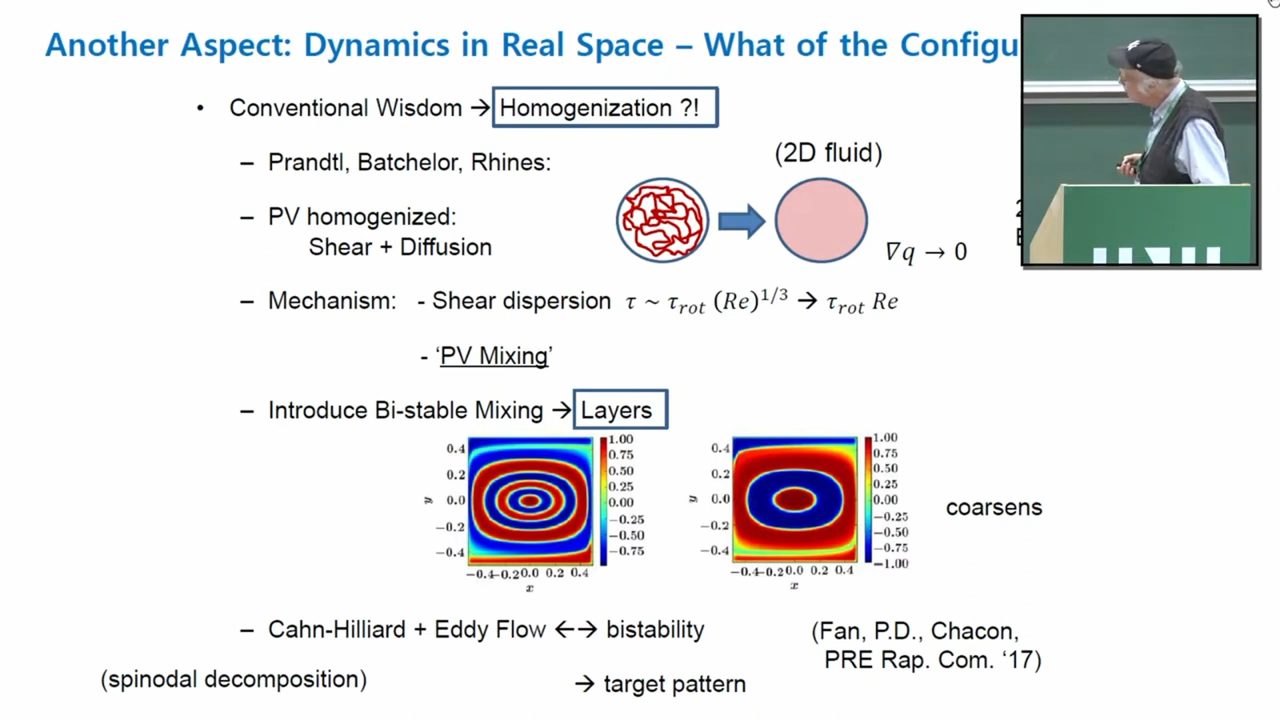 Another Aspect: Dynamics in Real Space – What of the Configu
• Conventional Wisdom → Homogenization ?!
– Prandtl, Batchelor, Rhines:
(2D fluid)
– PV homogenized:
Shear + Diffusion
∇q → 0
– Mechanism: - Shear dispersion τ ~ τ_rot (Re)^1/3 → τ_rot Re
- ‘PV Mixing’
– Introduce Bi-stable Mixing → Layers
0.4
0.2
0.0
−0.2
−0.4
y
−0.4 −0.2 0.0 0.2 0.4
x
1.00
0.75
0.50
0.25
0.00
−0.25
−0.50
−0.75
0.4
0.2
0.0
−0.2
−0.4
y
−0.4 −0.2 0.0 0.2 0.4
x
1.00
0.75
0.50
0.25
0.00
−0.25
−0.50
−0.75
−1.00
coarsens
– Cahn-Hilliard + Eddy Flow ←→ bistability
(Fan, P.D., Chacon,
PRE Rap. Com. ‘17)
(spinodal decomposition)
→ target pattern